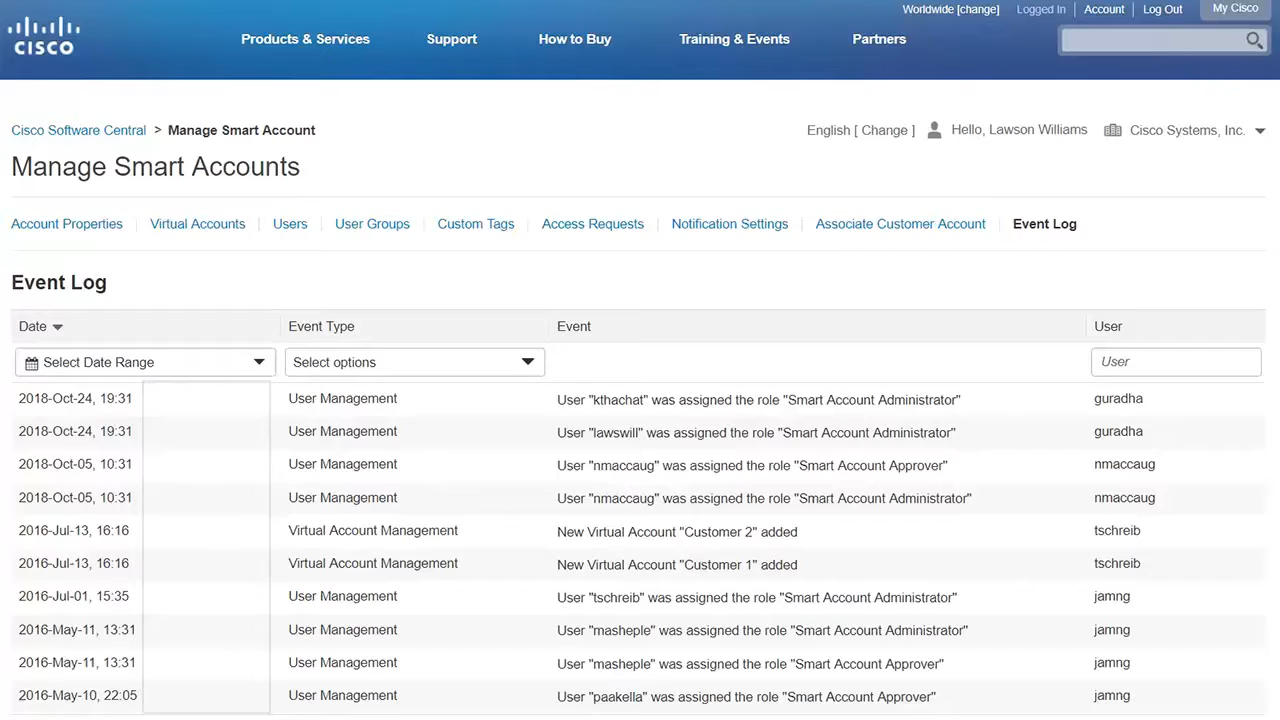 Worldwide [change] Logged In Account Log Out My Cisco
CISCO Products & Services Support How to Buy Training & Events Partners
Cisco Software Central > Manage Smart Account English [ Change ] Hello, Lawson Williams Cisco Systems, Inc.
Manage Smart Accounts
Account Properties Virtual Accounts Users User Groups Custom Tags Access Requests Notification Settings Associate Customer Account Event Log
Event Log
Date Event Type Event User
Select Date Range Select options User
2018-Oct-24, 19:31 User Management User "kthachat" was assigned the role "Smart Account Administrator" guradha
2018-Oct-24, 19:31 User Management User "lawswill" was assigned the role "Smart Account Administrator" guradha
2018-Oct-05, 10:31 User Management User "nmaccaug" was assigned the role "Smart Account Approver" nmaccaug
2018-Oct-05, 10:31 User Management User "nmaccaug" was assigned the role "Smart Account Administrator" nmaccaug
2016-Jul-13, 16:16 Virtual Account Management New Virtual Account "Customer 2" added tschreib
2016-Jul-13, 16:16 Virtual Account Management New Virtual Account "Customer 1" added tschreib
2016-Jul-01, 15:35 User Management User "tschreib" was assigned the role "Smart Account Administrator" jamng
2016-May-11, 13:31 User Management User "masheple" was assigned the role "Smart Account Administrator" jamng
2016-May-11, 13:31 User Management User "masheple" was assigned the role "Smart Account Approver" jamng
2016-May-10, 22:05 User Management User "paakella" was assigned the role "Smart Account Approver" jamng